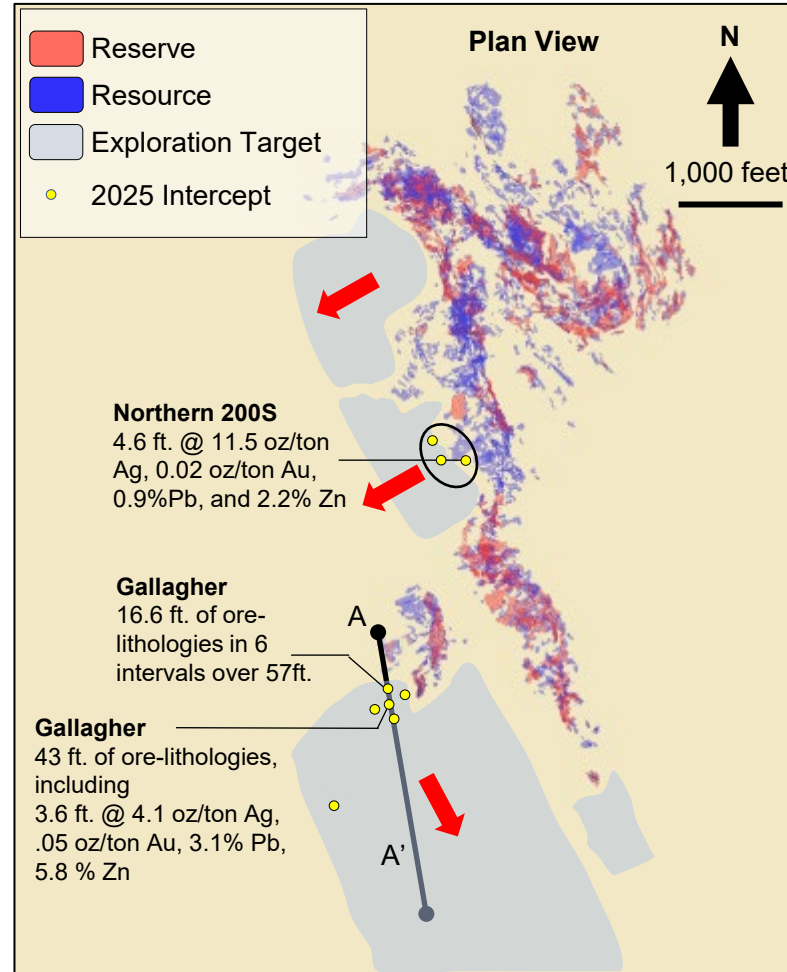 Reserve
Resource
Exploration Target
2025 Intercept
Plan View
N
1,000 feet
Northern 200S
4.6 ft. @ 11.5 oz/ton
Ag, 0.02 oz/ton Au,
0.9%Pb, and 2.2% Zn
Gallagher
16.6 ft. of ore-
lithologies in 6
intervals over 57ft.
A
Gallagher
43 ft. of ore-lithologies,
including
3.6 ft. @ 4.1 oz/ton Ag,
.05 oz/ton Au, 3.1% Pb,
5.8 % Zn
A’